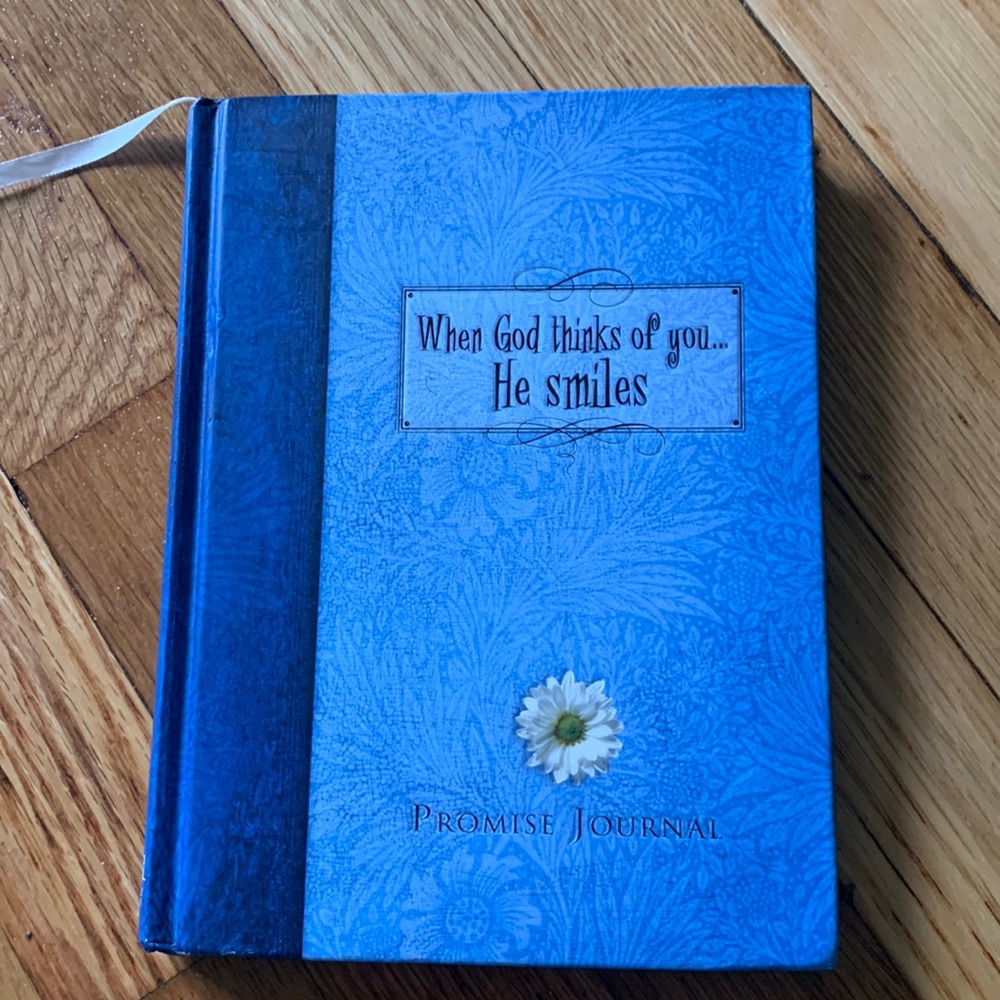 When God thinks of you...
He smiles
PROMISE JOURNAL